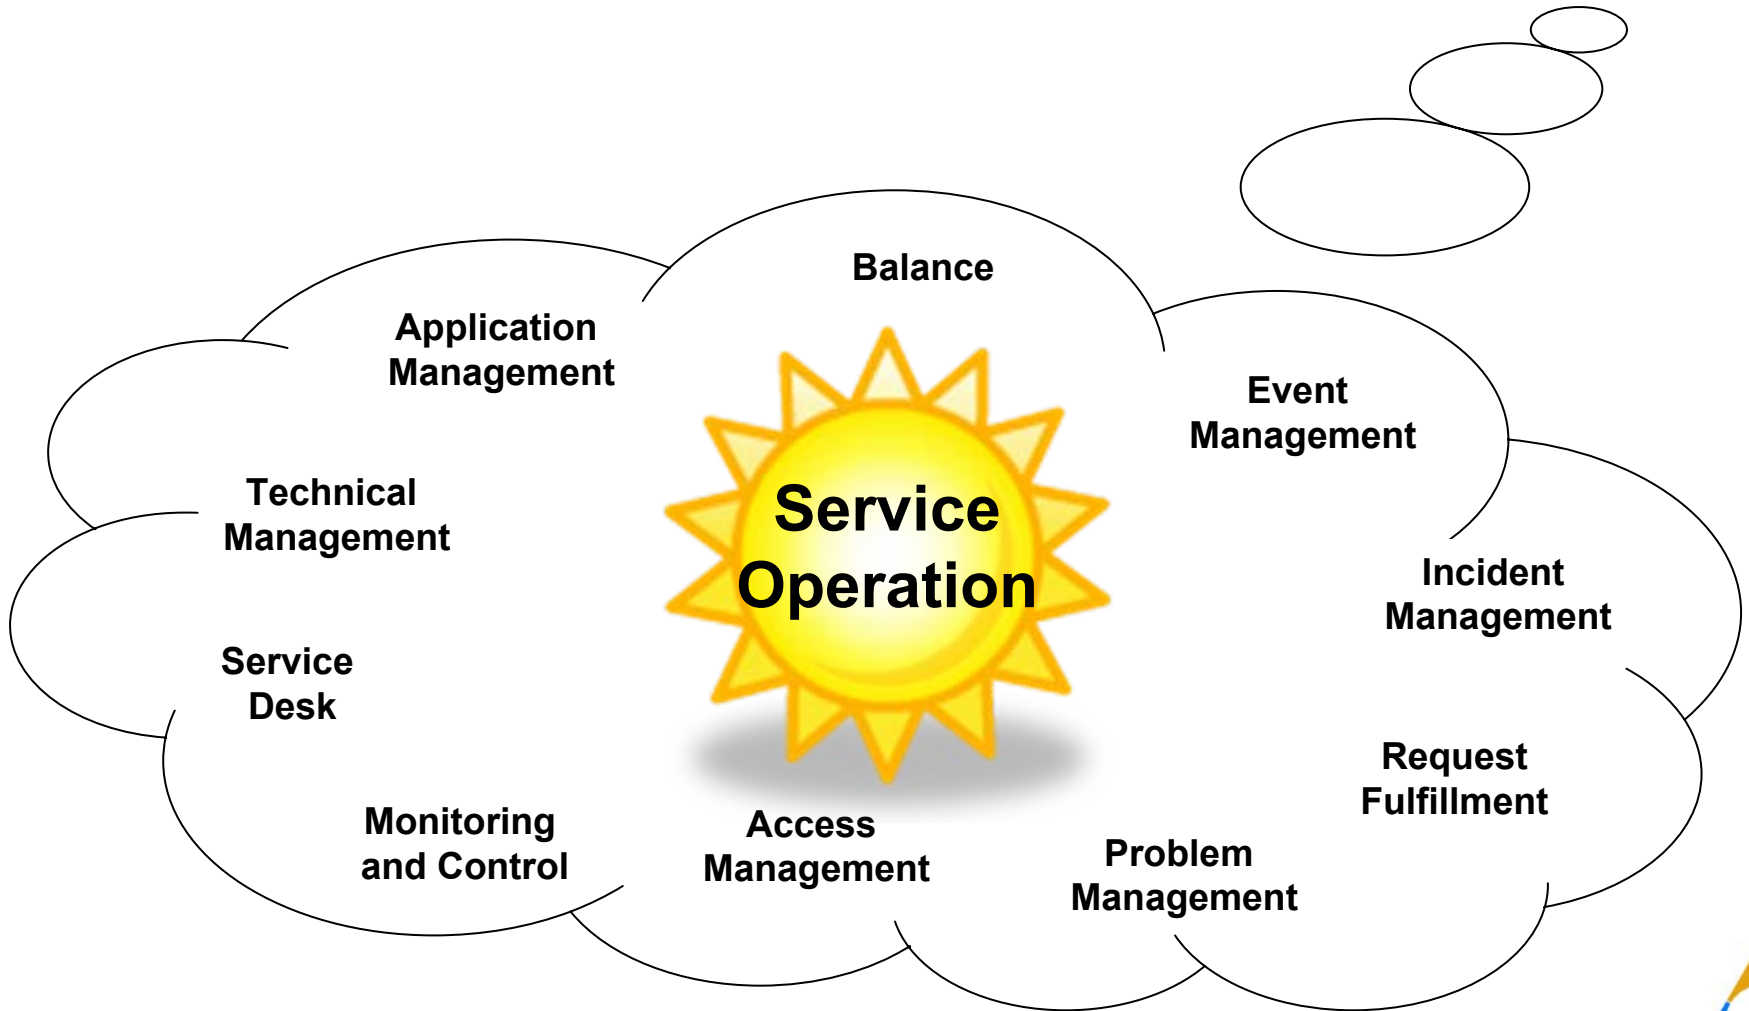 Balance
Application
Management
Event
Management
Technical
Management
Service
Operation
Incident
Management
Service
Desk
Request
Fulfillment
Monitoring
and Control
Access
Management
Problem
Management